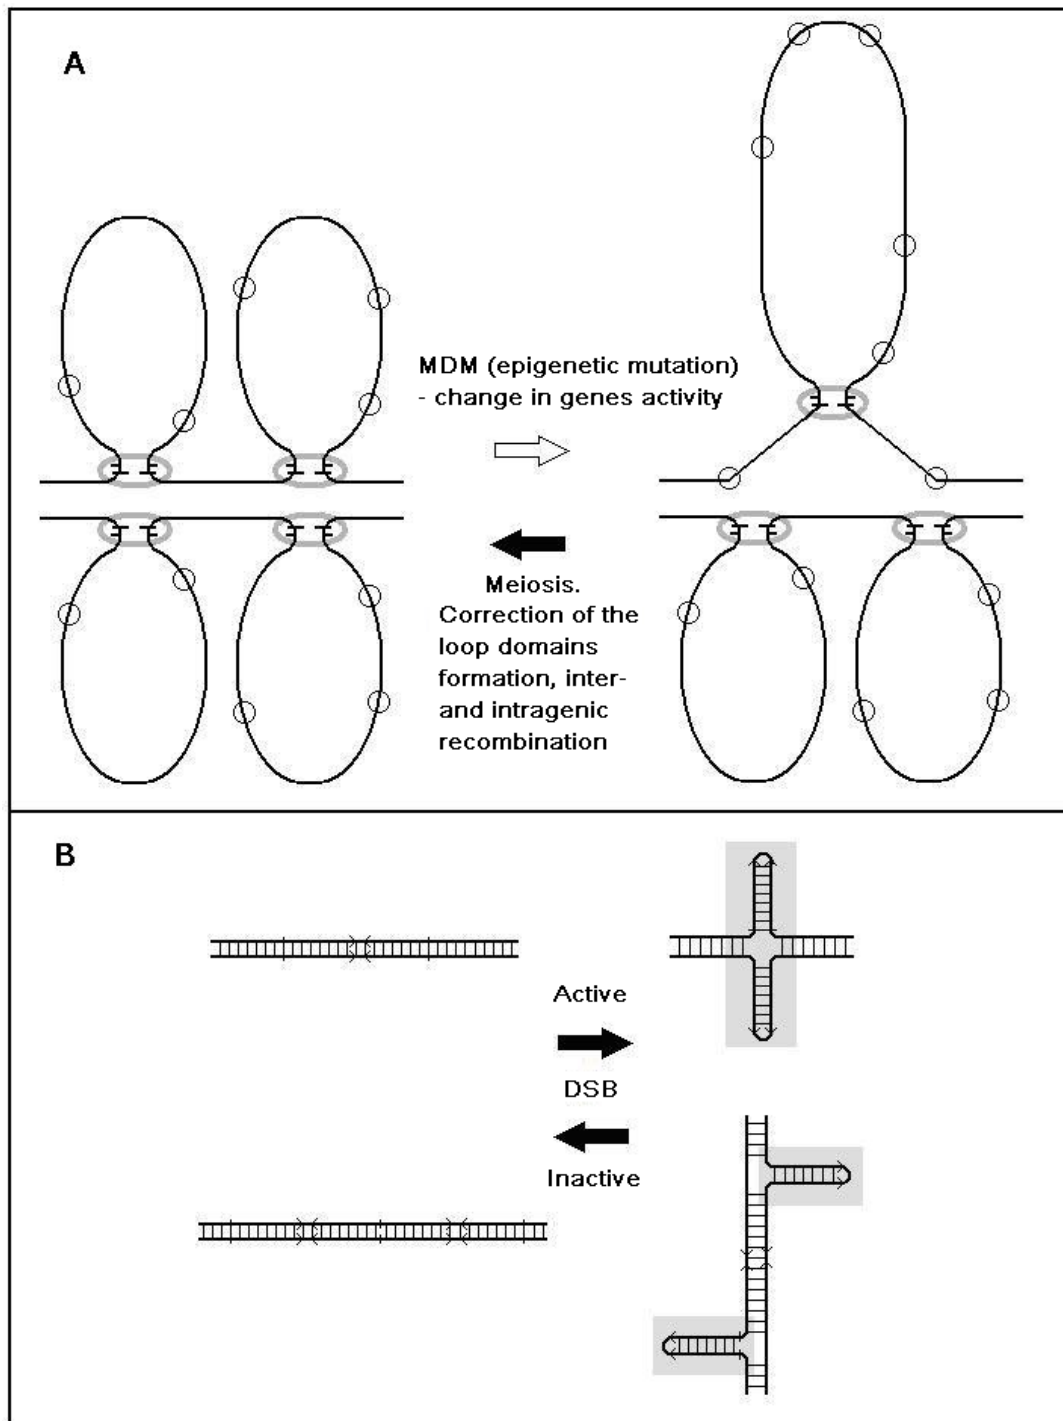 A
MDM (epigenetic mutation)
- change in genes activity
Meiosis.
Correction of the
loop domains
formation, inter-
and intragenic
recombination
B
Active
DSB
Inactive